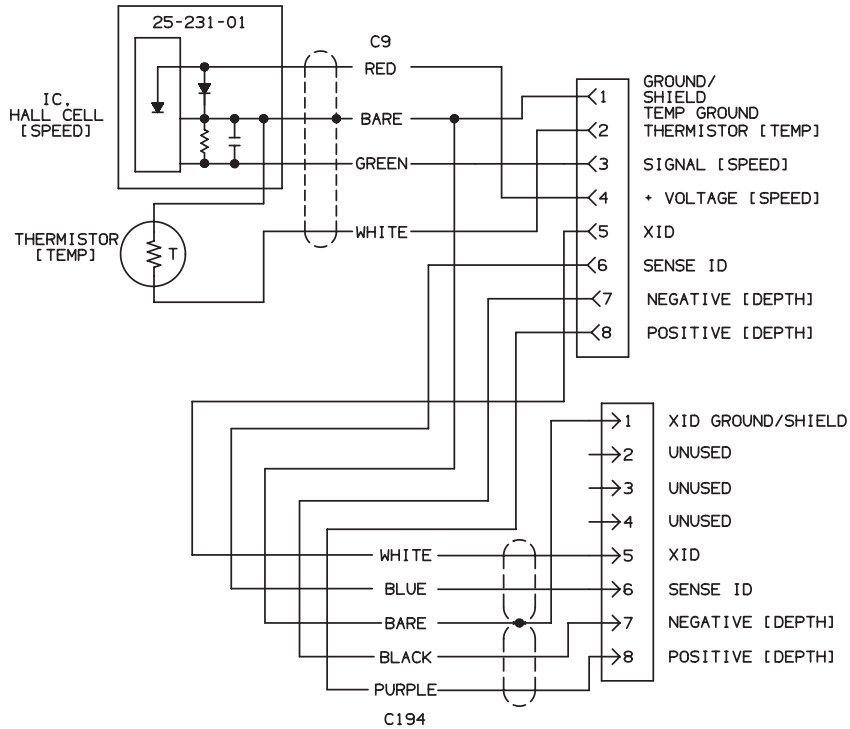 25-231-01
C9
RED
IC,
HALL CELL
[SPEED]
BARE
GREEN
WHITE
THERMISTOR
[TEMP]
T
1 GROUND/
SHIELD
TEMP GROUND
2 THERMISTOR [TEMP]
3 SIGNAL [SPEED]
4 + VOLTAGE [SPEED]
5 XID
6 SENSE ID
7 NEGATIVE [DEPTH]
8 POSITIVE [DEPTH]
1 XID GROUND/SHIELD
2 UNUSED
3 UNUSED
4 UNUSED
WHITE 5 XID
BLUE 6 SENSE ID
BARE 7 NEGATIVE [DEPTH]
BLACK 8 POSITIVE [DEPTH]
PURPLE
C194